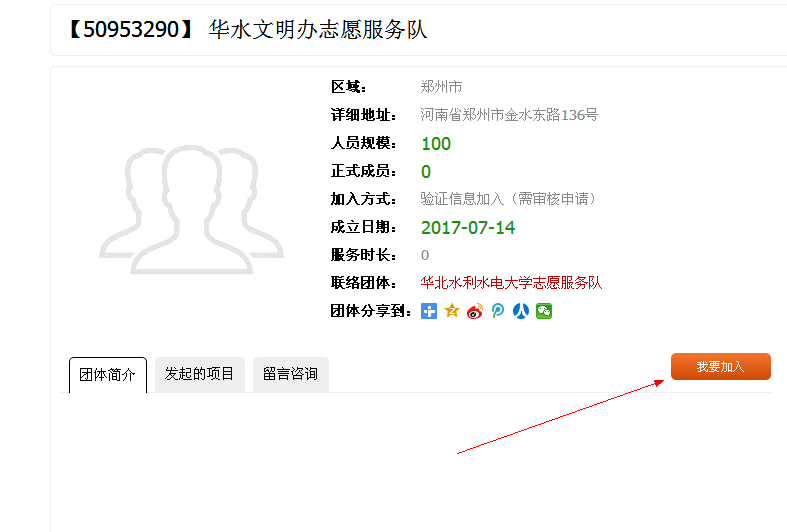 【50953290】 华水文明办志愿服务队
区域： 郑州市
详细地址： 河南省郑州市金水东路136号
人员规模： 100
正式成员： 0
加入方式： 验证信息加入（需审核申请）
成立日期： 2017-07-14
服务时长： 0
联络团体： 华北水利水电大学志愿服务队
团体分享到：
团体简介 发起的项目 留言咨询 我要加入